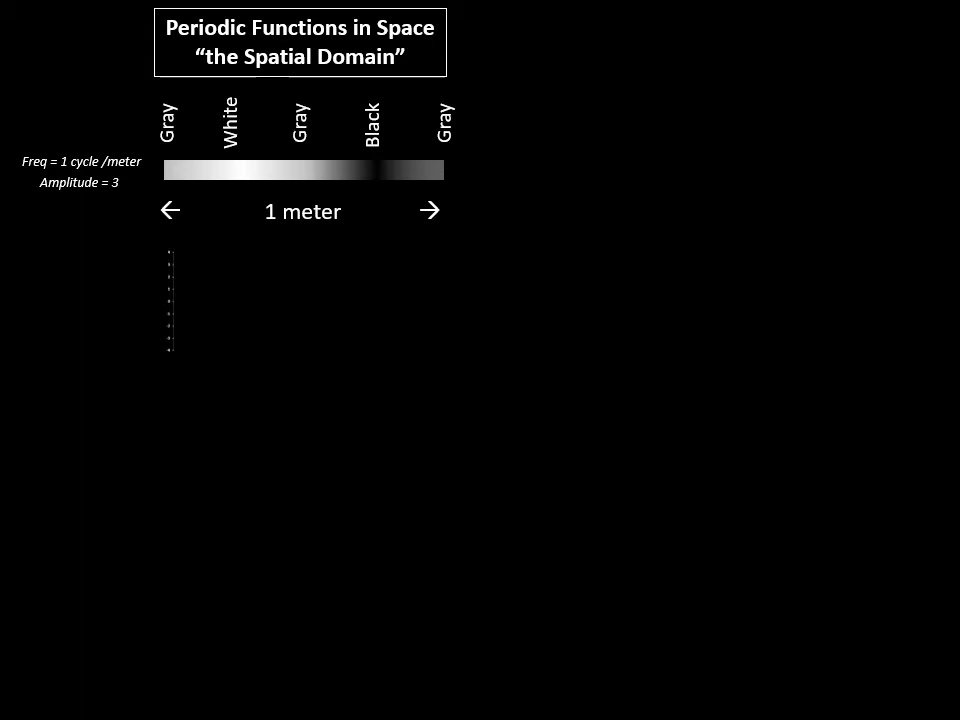 Periodic Functions in Space
“the Spatial Domain”
Gray White Gray Black Gray
Freq = 1 cycle /meter
Amplitude = 3
← 1 meter →